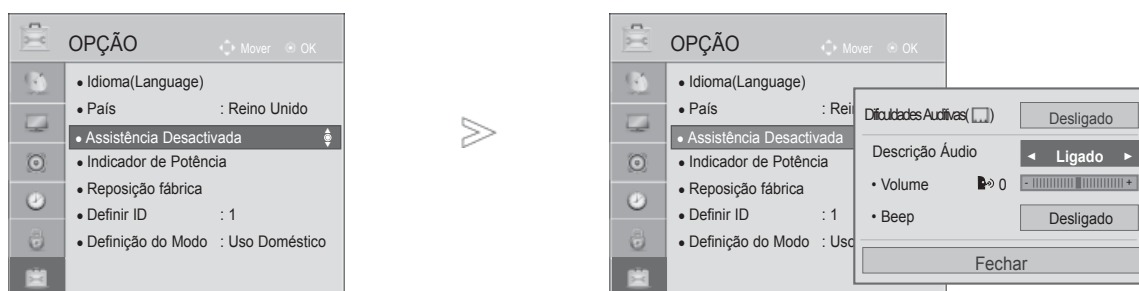 OPÇÃO
Mover OK
Idioma(Language)
País : Reino Unido
Assistência Desactivada
Indicador de Potência
Reposição fábrica
Definir ID : 1
Definição do Modo : Uso Doméstico
OPÇÃO
Mover OK
Idioma(Language)
País : Rei
Assistência Desactivada
Indicador de Potência
Reposição fábrica
Definir ID : 1
Definição do Modo : Uso
Dificuldades Auditivas( ) Desligado
Descrição Áudio ◄ Ligado ►
• Volume 0 - +
• Beep Desligado
Fechar